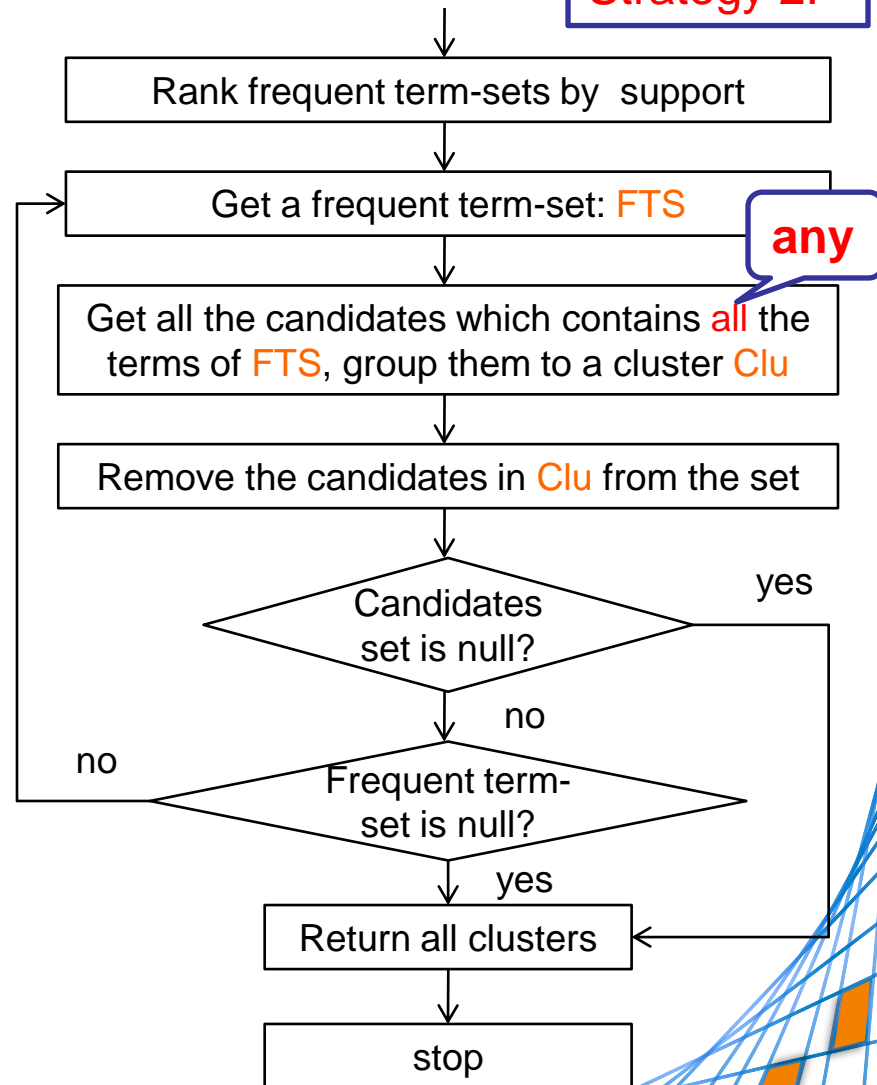 Strategy 2:
Rank frequent term-sets by support
Get a frequent term-set: FTS
any
Get all the candidates which contains all the
terms of FTS, group them to a cluster Clu
Remove the candidates in Clu from the set
Candidates
set is null?
yes
no
no
Frequent term-
set is null?
yes
Return all clusters
stop